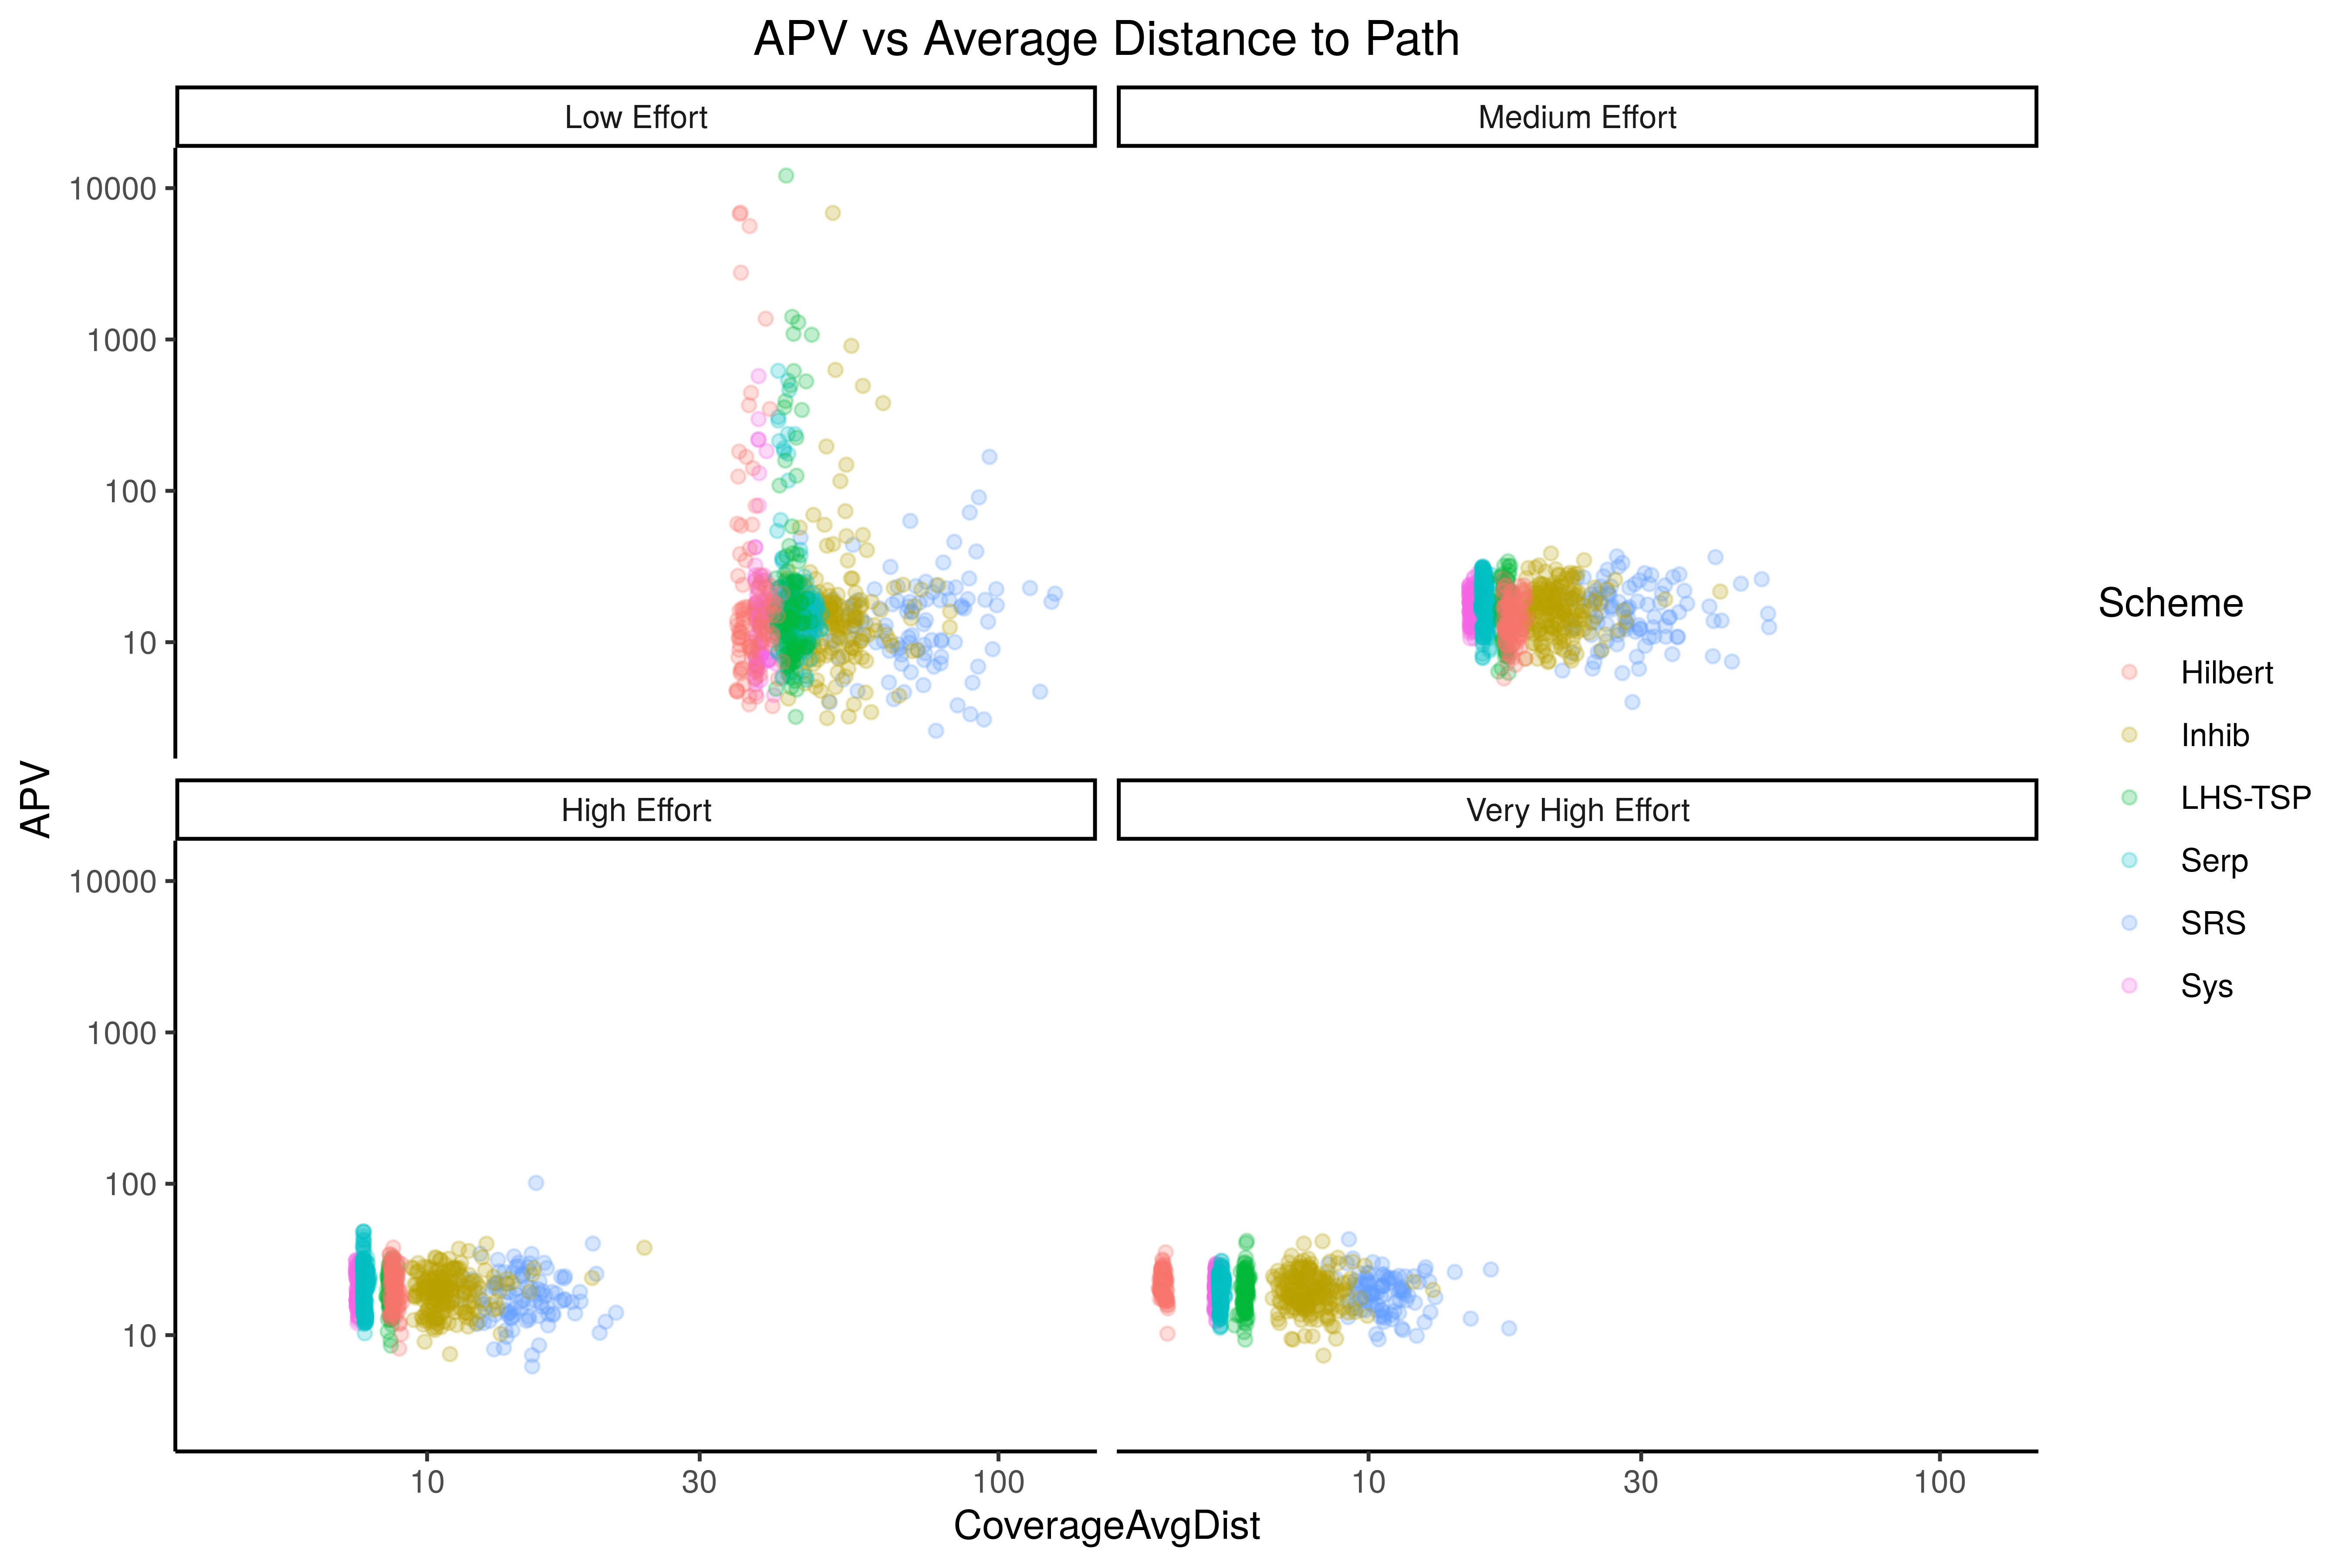 APV vs Average Distance to Path
Low Effort
Medium Effort
10000
1000
100
10
High Effort
Very High Effort
10000
1000
100
10
10
30
100
10
30
100
CoverageAvgDist
APV
Scheme
Hilbert
Inhib
LHS-TSP
Serp
SRS
Sys